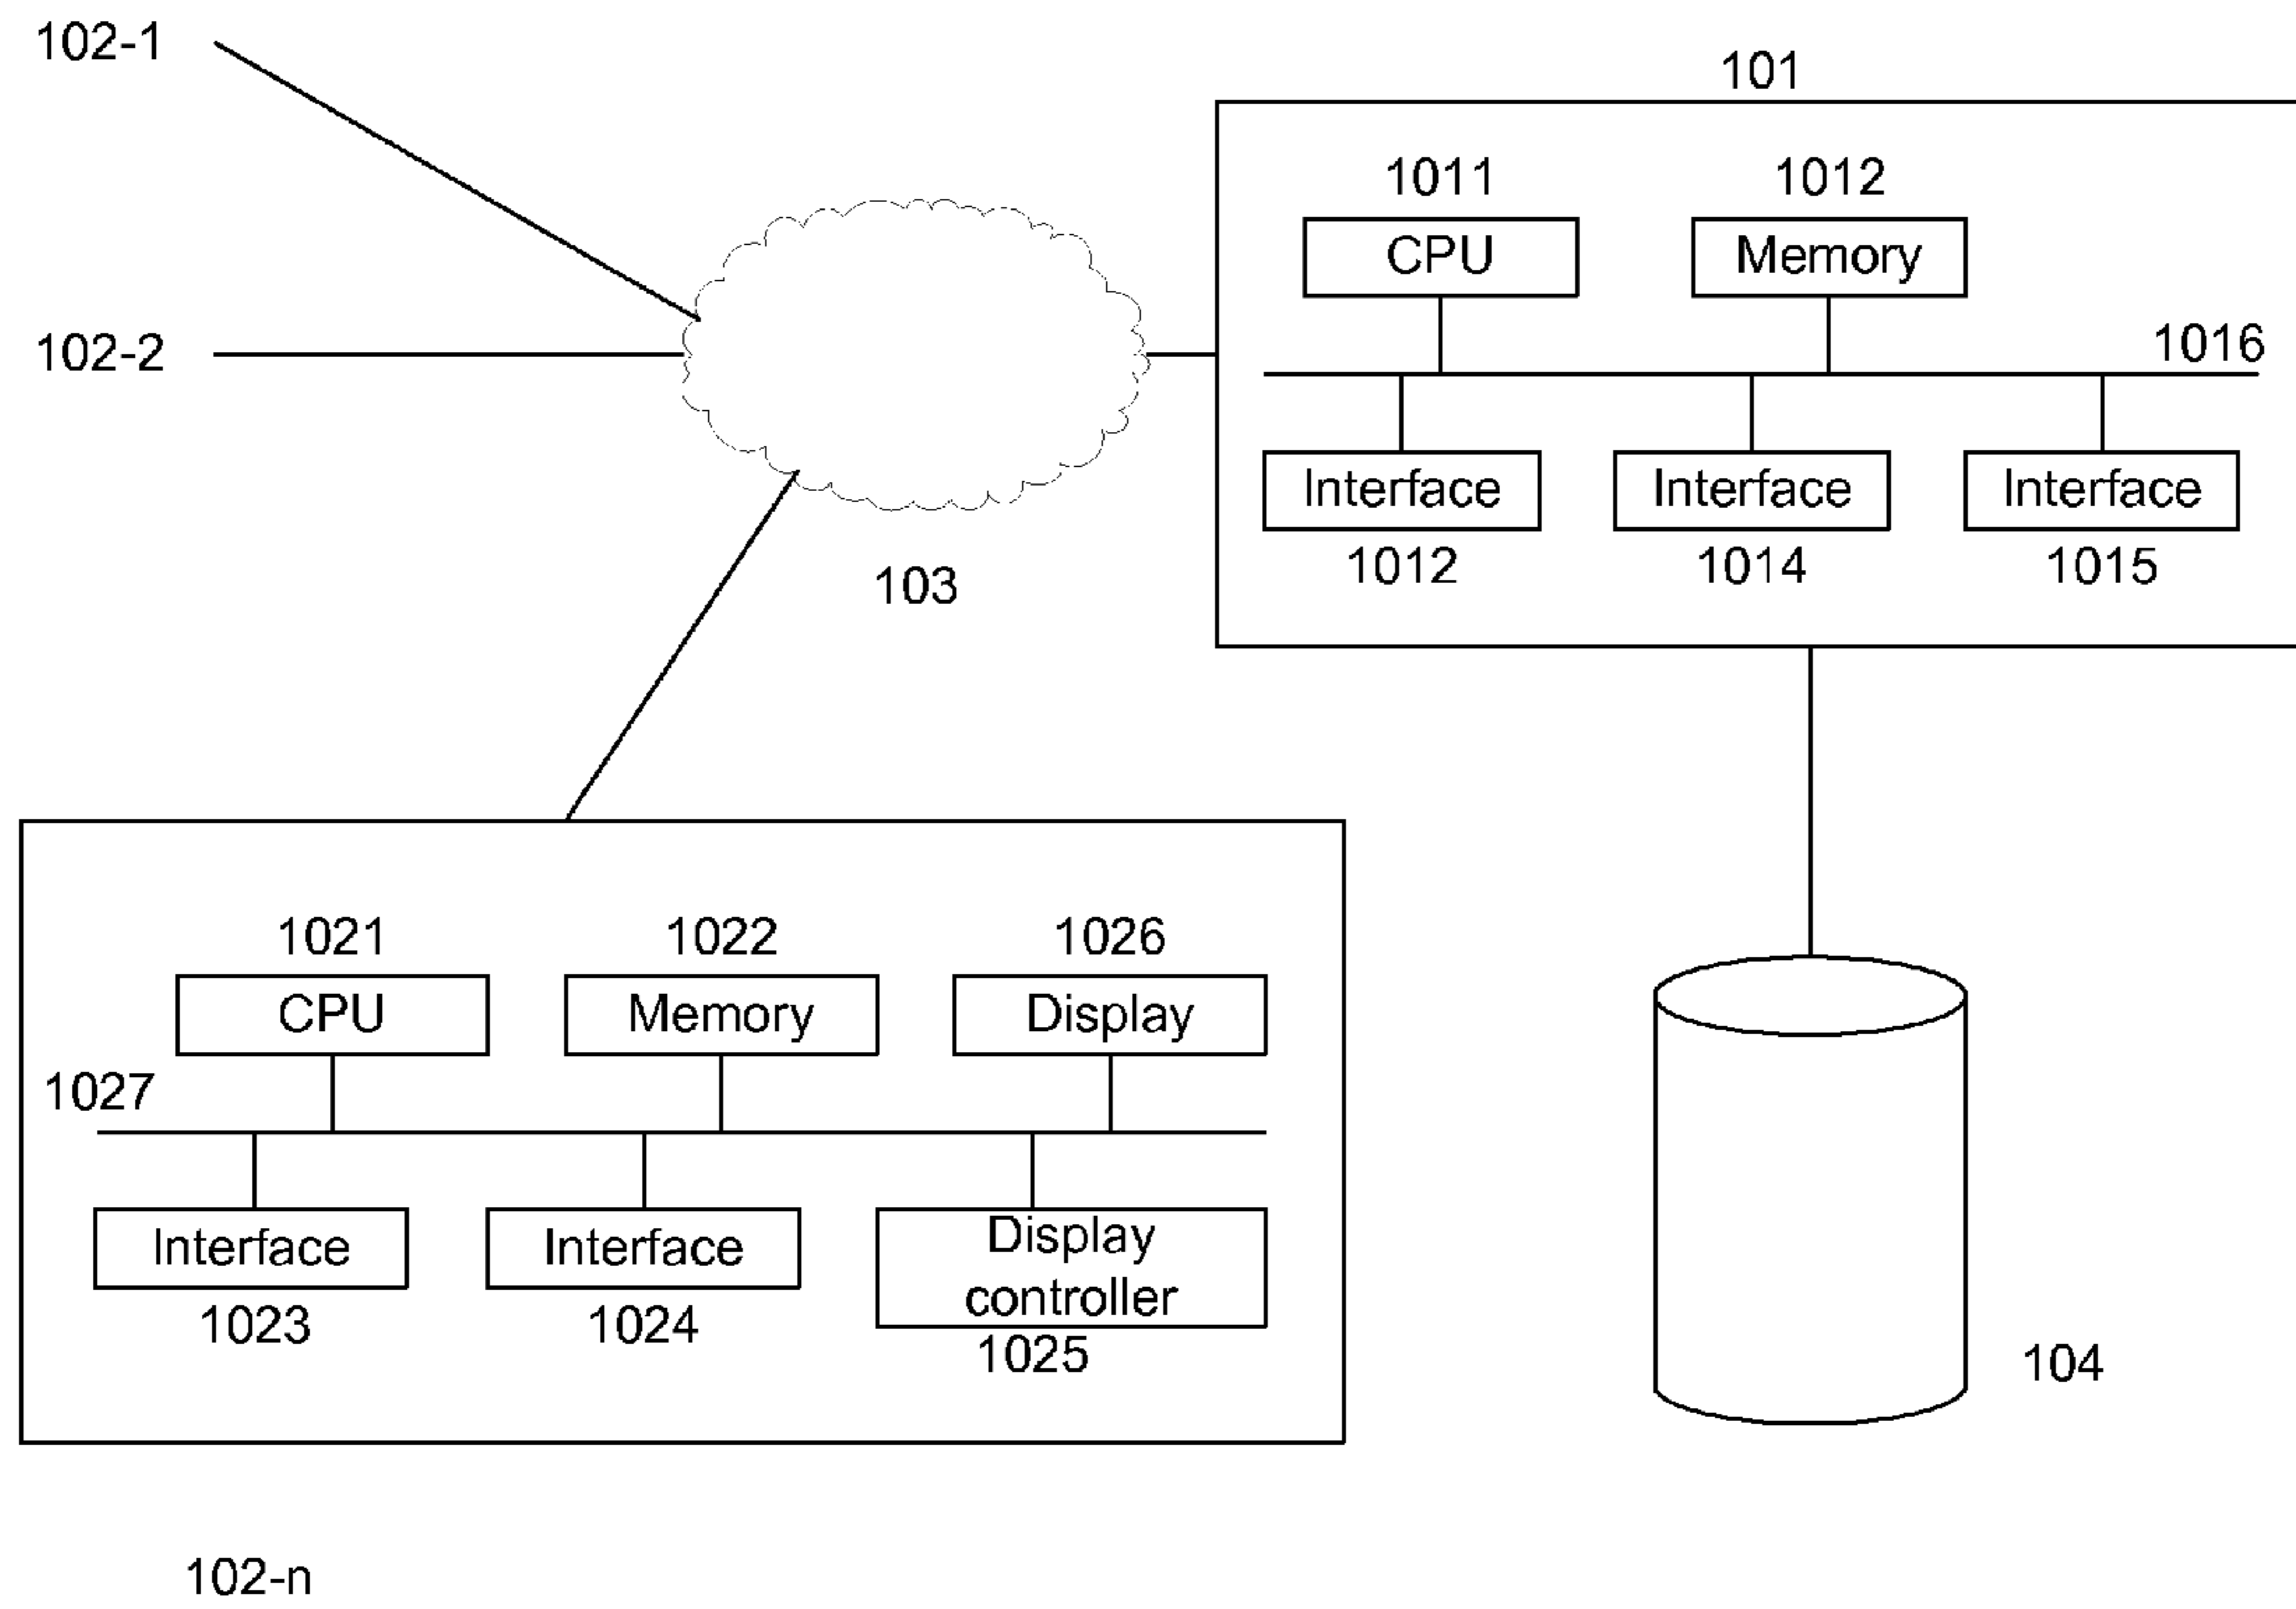 102-1
101
1011
1012
CPU
Memory
102-2
1016
Interface
Interface
Interface
1012
1014
1015
103
1021
1022
1026
CPU
Memory
Display
1027
Interface
Interface
Display
controller
1023
1024
1025
104
102-n